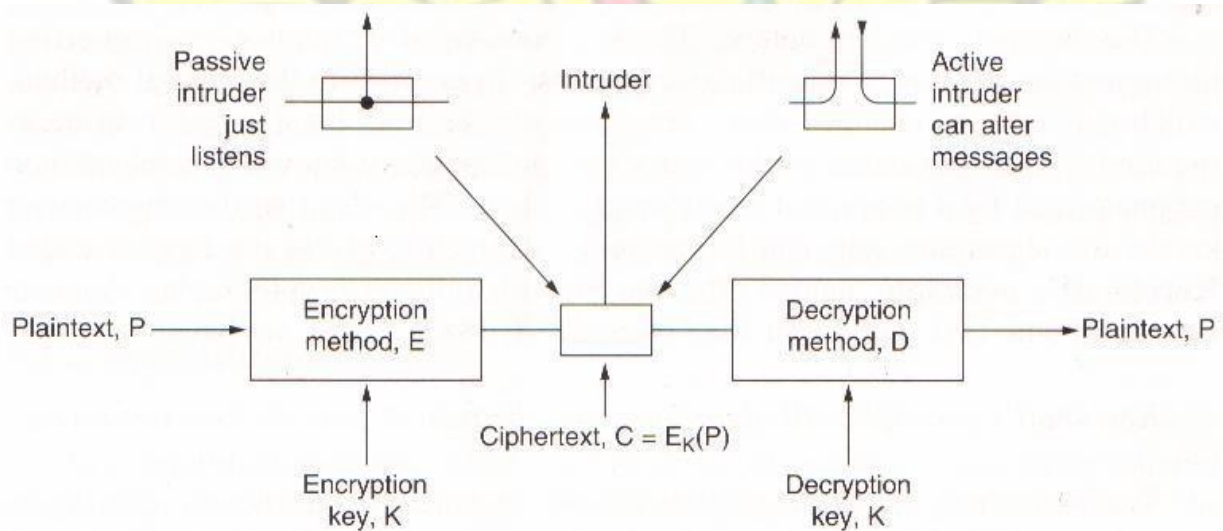 Passive
intruder
just
listens
Intruder
Active
intruder
can alter
messages
Plaintext, P
Encryption
method, E
Decryption
method, D
Plaintext, P
Ciphertext, C = E_K(P)
Encryption
key, K
Decryption
key, K